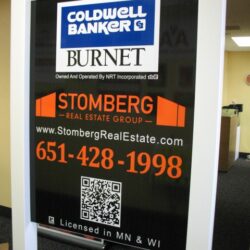 COLDWELL
BANKER CB
BURNET
Owned And Operated By NRT Incorporated
STOMBERG
REAL ESTATE GROUP
www.StombergRealEstate.com
651-428-1998
Licensed in MN & WI